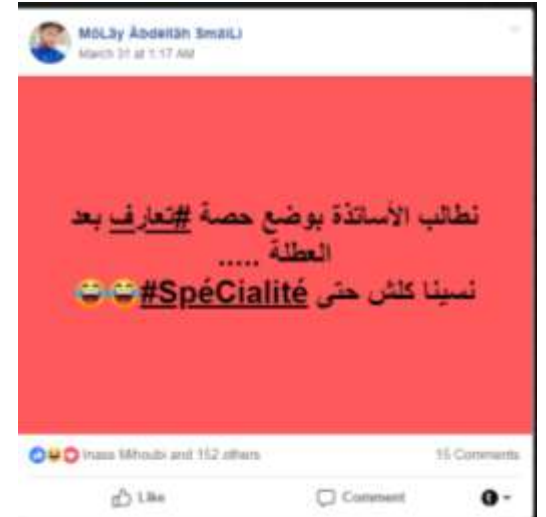 MöLäy Äbdelläh SmäiLi
March 31 at 1:17 AM
نطالب الأساتذة بوضع حصة #تعارف بعد
العطلة .....
نسينا كلش حتى SpéCialité#😂😂
Inass Mihoubi and 152 others
15 Comments
Like
Comment